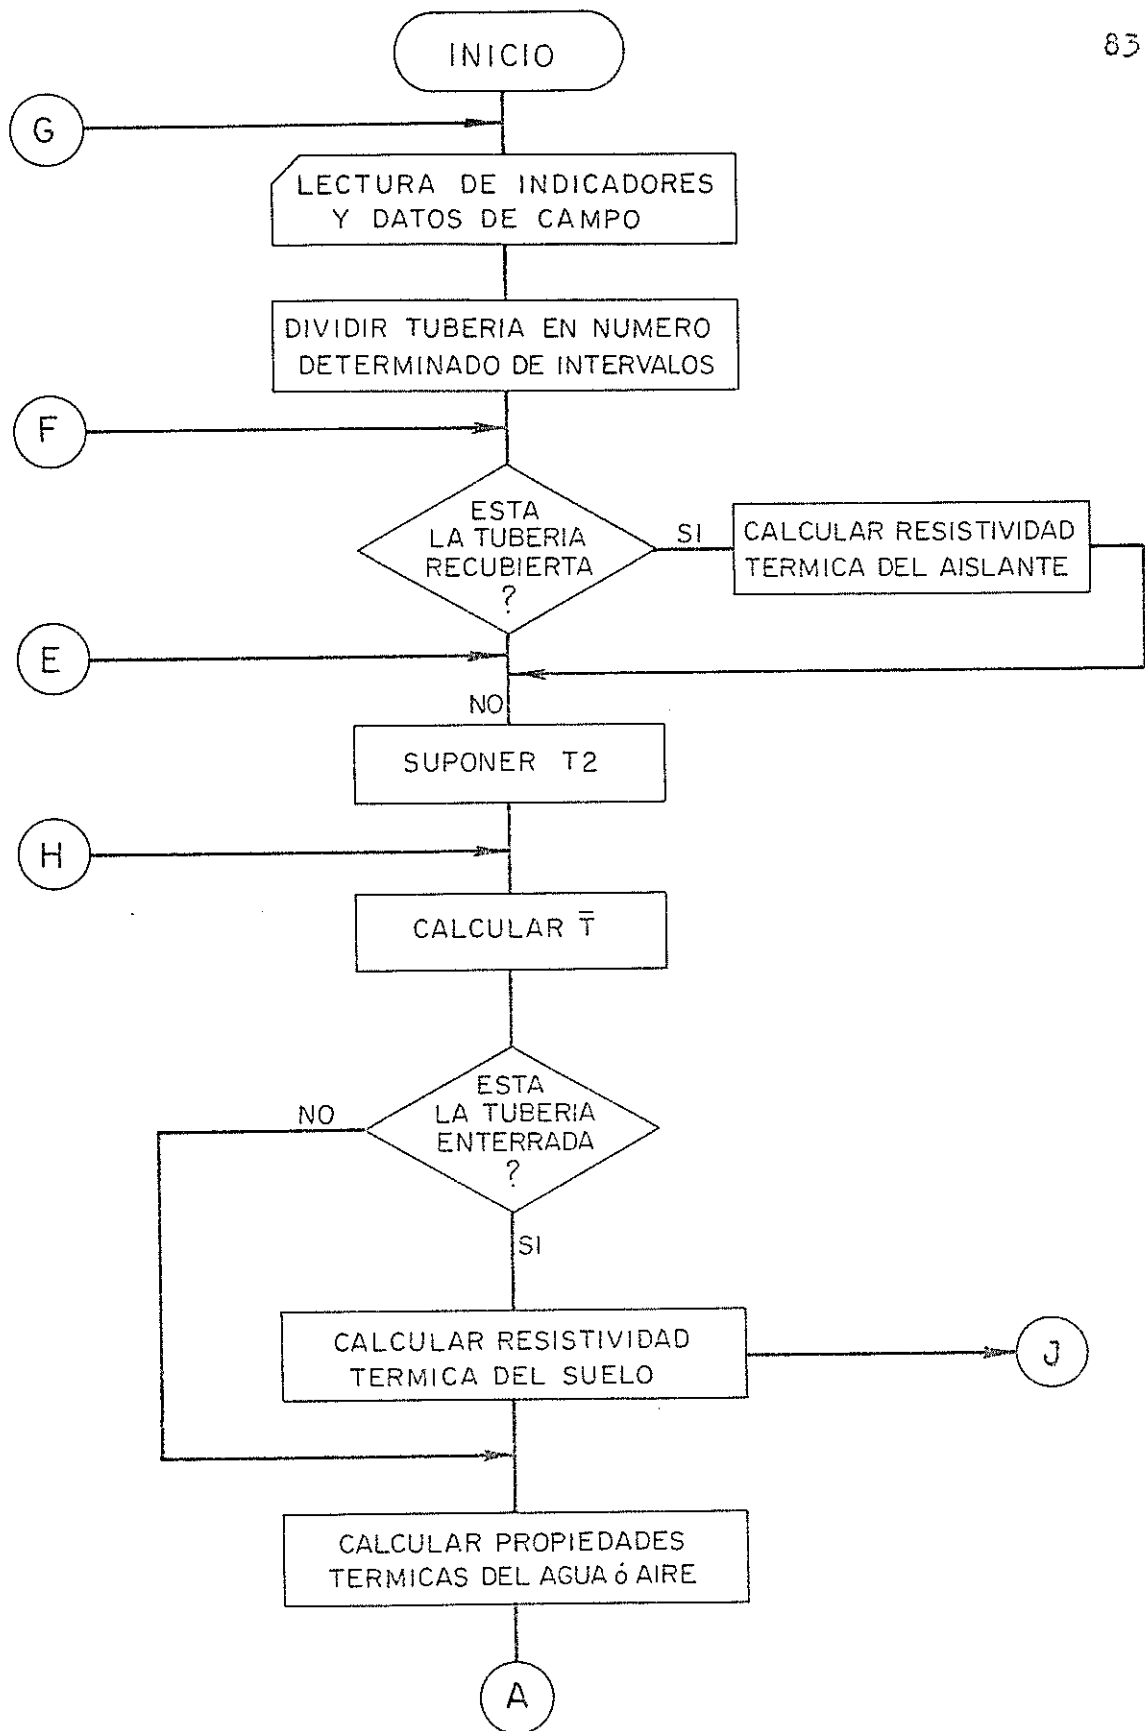 83
INICIO
G
LECTURA DE INDICADORES
Y DATOS DE CAMPO
DIVIDIR TUBERIA EN NUMERO
DETERMINADO DE INTERVALOS
F
ESTA
LA TUBERIA
RECUBIERTA
?
SI
CALCULAR RESISTIVIDAD
TERMICA DEL AISLANTE
E
NO
SUPONER T2
H
CALCULAR T̅
ESTA
LA TUBERIA
ENTERRADA
?
NO
SI
CALCULAR RESISTIVIDAD
TERMICA DEL SUELO
J
CALCULAR PROPIEDADES
TERMICAS DEL AGUA ó AIRE
A